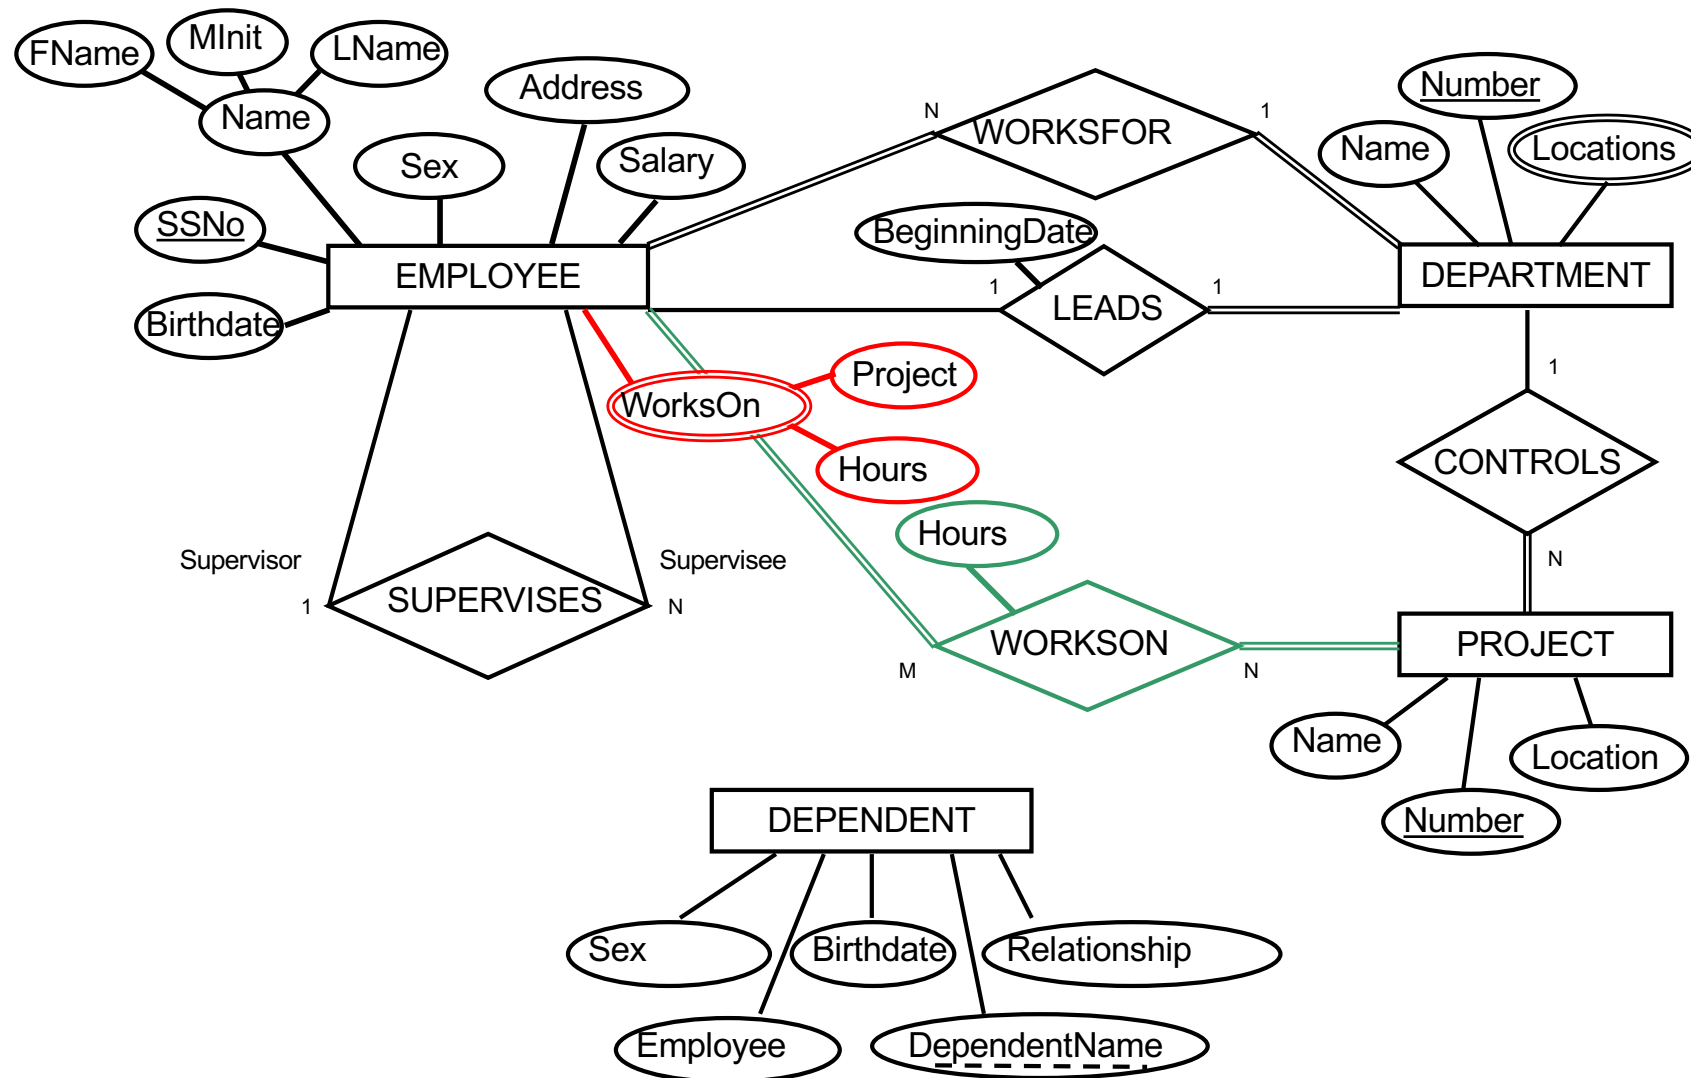 FName
MInit
LName
Name
Address
Sex
Salary
SSNo
Birthdate
EMPLOYEE
N
WORKSFOR
1
Number
Name
Locations
BeginningDate
DEPARTMENT
1
LEADS
1
Project
WorksOn
Hours
1
CONTROLS
N
Hours
Supervisor
Supervisee
1
SUPERVISES
N
M
WORKSON
N
PROJECT
Name
Location
Number
DEPENDENT
Sex
Birthdate
Relationship
Employee
DependentName